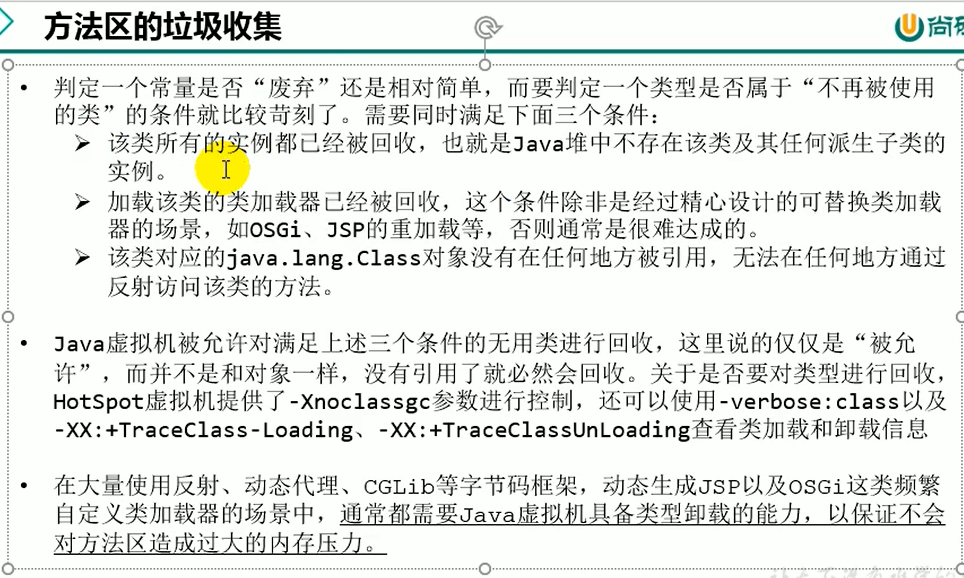 方法区的垃圾收集
尚硅
• 判定一个常量是否“废弃”还是相对简单，而要判定一个类型是否属于“不再被使用
的类”的条件就比较苛刻了。需要同时满足下面三个条件：
➢ 该类所有的实例都已经被回收，也就是Java堆中不存在该类及其任何派生子类的
实例。
➢ 加载该类的类加载器已经被回收，这个条件除非是经过精心设计的可替换类加载
器的场景，如OSGi、JSP的重加载等，否则通常是很难达成的。
➢ 该类对应的java.lang.Class对象没有在任何地方被引用，无法在任何地方通过
反射访问该类的方法。
• Java虚拟机被允许对满足上述三个条件的无用类进行回收，这里说的仅仅是“被允
许”，而并不是和对象一样，没有引用了就必然会回收。关于是否要对类型进行回收，
HotSpot虚拟机提供了-Xnoclassgc参数进行控制，还可以使用-verbose:class以及
-XX:+TraceClass-Loading、-XX:+TraceClassUnLoading查看类加载和卸载信息
• 在大量使用反射、动态代理、CGLib等字节码框架，动态生成JSP以及OSGi这类频繁
自定义类加载器的场景中，通常都需要Java虚拟机具备类型卸载的能力，以保证不会
对方法区造成过大的内存压力。